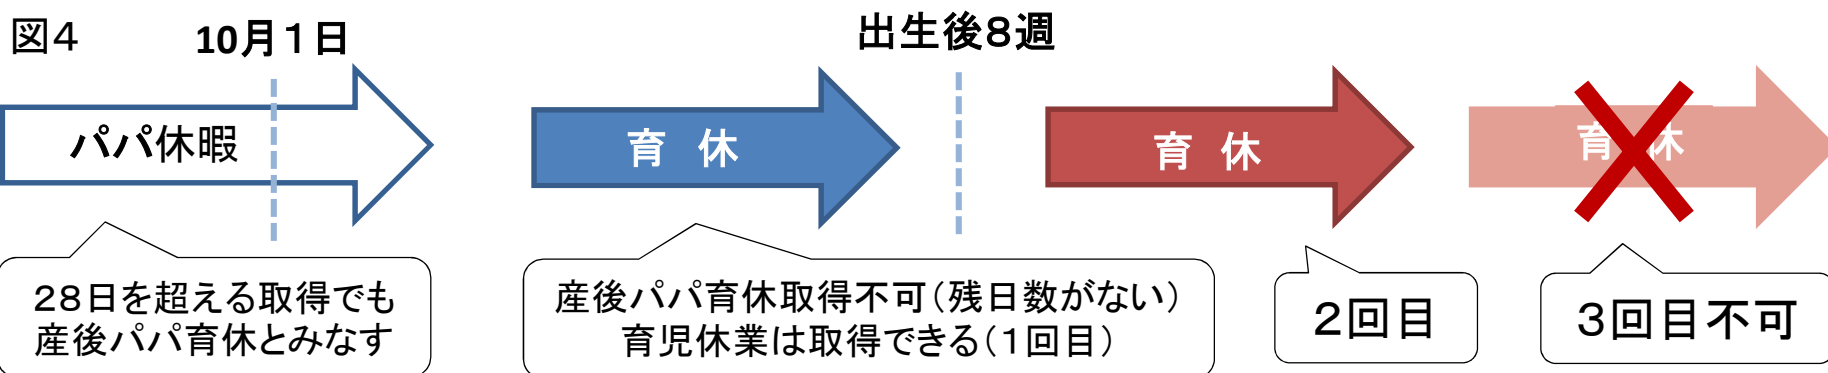 図4
10月1日
出生後8週
パパ休暇
育 休
育 休
育 休
28日を超える取得でも
産後パパ育休とみなす
産後パパ育休取得不可(残日数がない)
育児休業は取得できる(1回目)
2回目
3回目不可